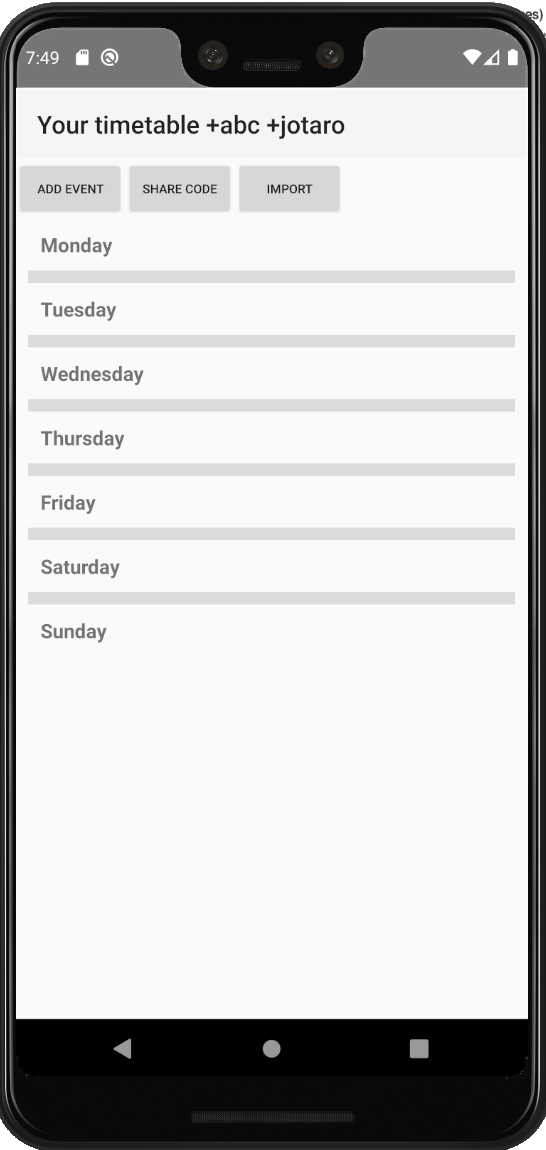 es)
7:49
Your timetable +abc +jotaro
ADD EVENT SHARE CODE IMPORT
Monday
Tuesday
Wednesday
Thursday
Friday
Saturday
Sunday